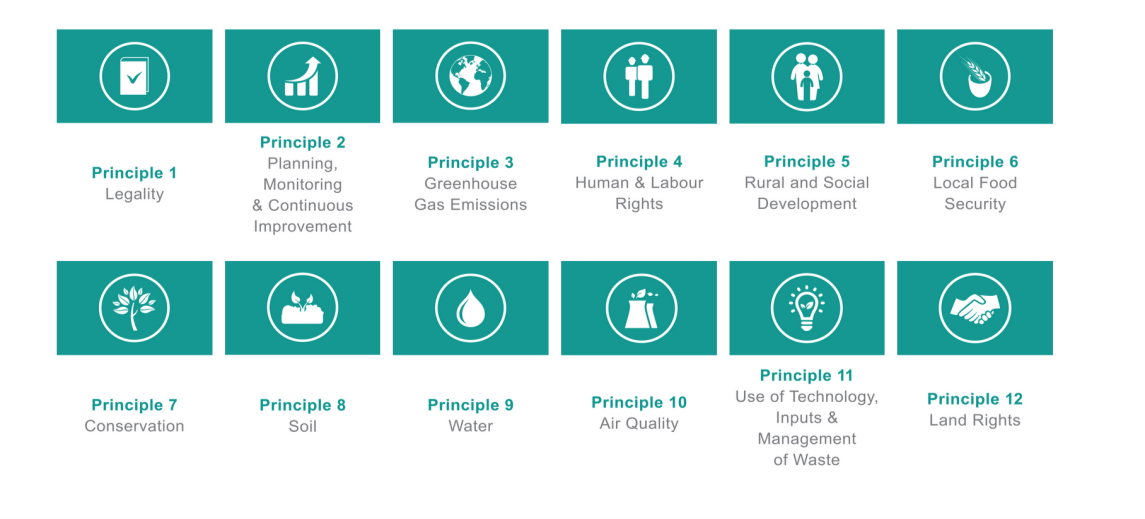 Principle 1
Legality
Principle 2
Planning,
Monitoring
& Continuous
Improvement
Principle 3
Greenhouse
Gas Emissions
Principle 4
Human & Labour
Rights
Principle 5
Rural and Social
Development
Principle 6
Local Food
Security
Principle 7
Conservation
Principle 8
Soil
Principle 9
Water
Principle 10
Air Quality
Principle 11
Use of Technology,
Inputs &
Management
of Waste
Principle 12
Land Rights